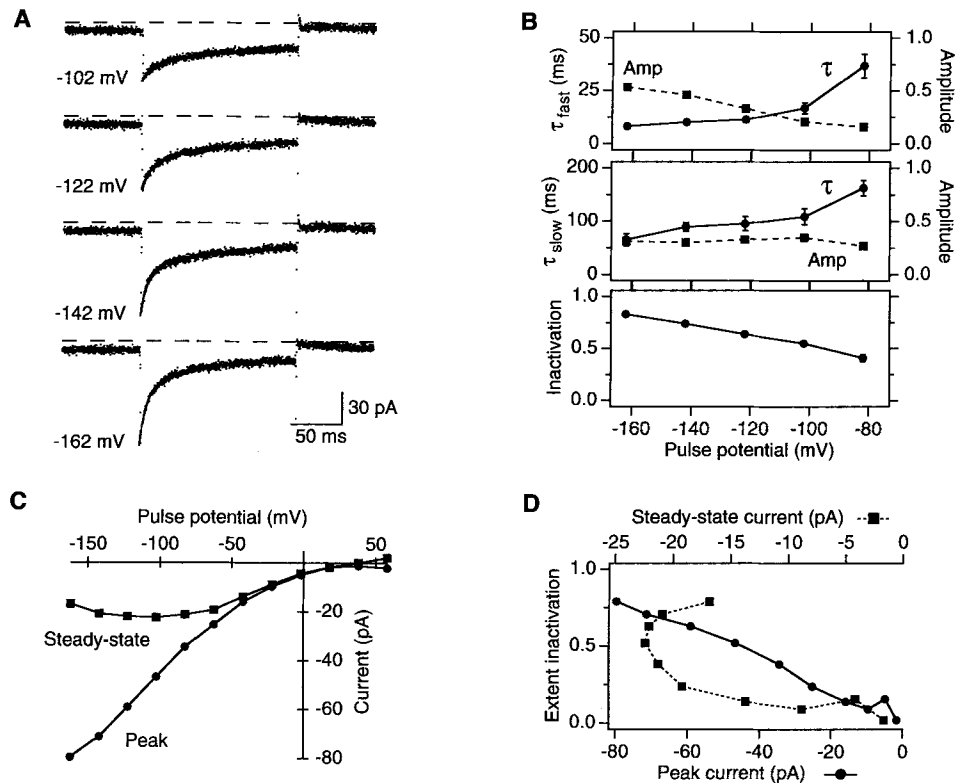 A
-102 mV
-122 mV
-142 mV
-162 mV
30 pA
50 ms
B
50
25
0
τfast (ms)
Amp
τ
1.0
0.5
0.0
Amplitude
200
100
0
τslow (ms)
τ
Amp
1.0
0.5
0.0
Amplitude
1.0
0.5
0.0
Inactivation
-160 -140 -120 -100 -80
Pulse potential (mV)
C
Pulse potential (mV)
-150 -100 -50 50
-20
-40
-60
-80
Current (pA)
Steady-state
Peak
D
Steady-state current (pA)
-25 -20 -15 -10 -5 0
1.0
0.5
0.0
Extent inactivation
-80 -60 -40 -20 0
Peak current (pA)